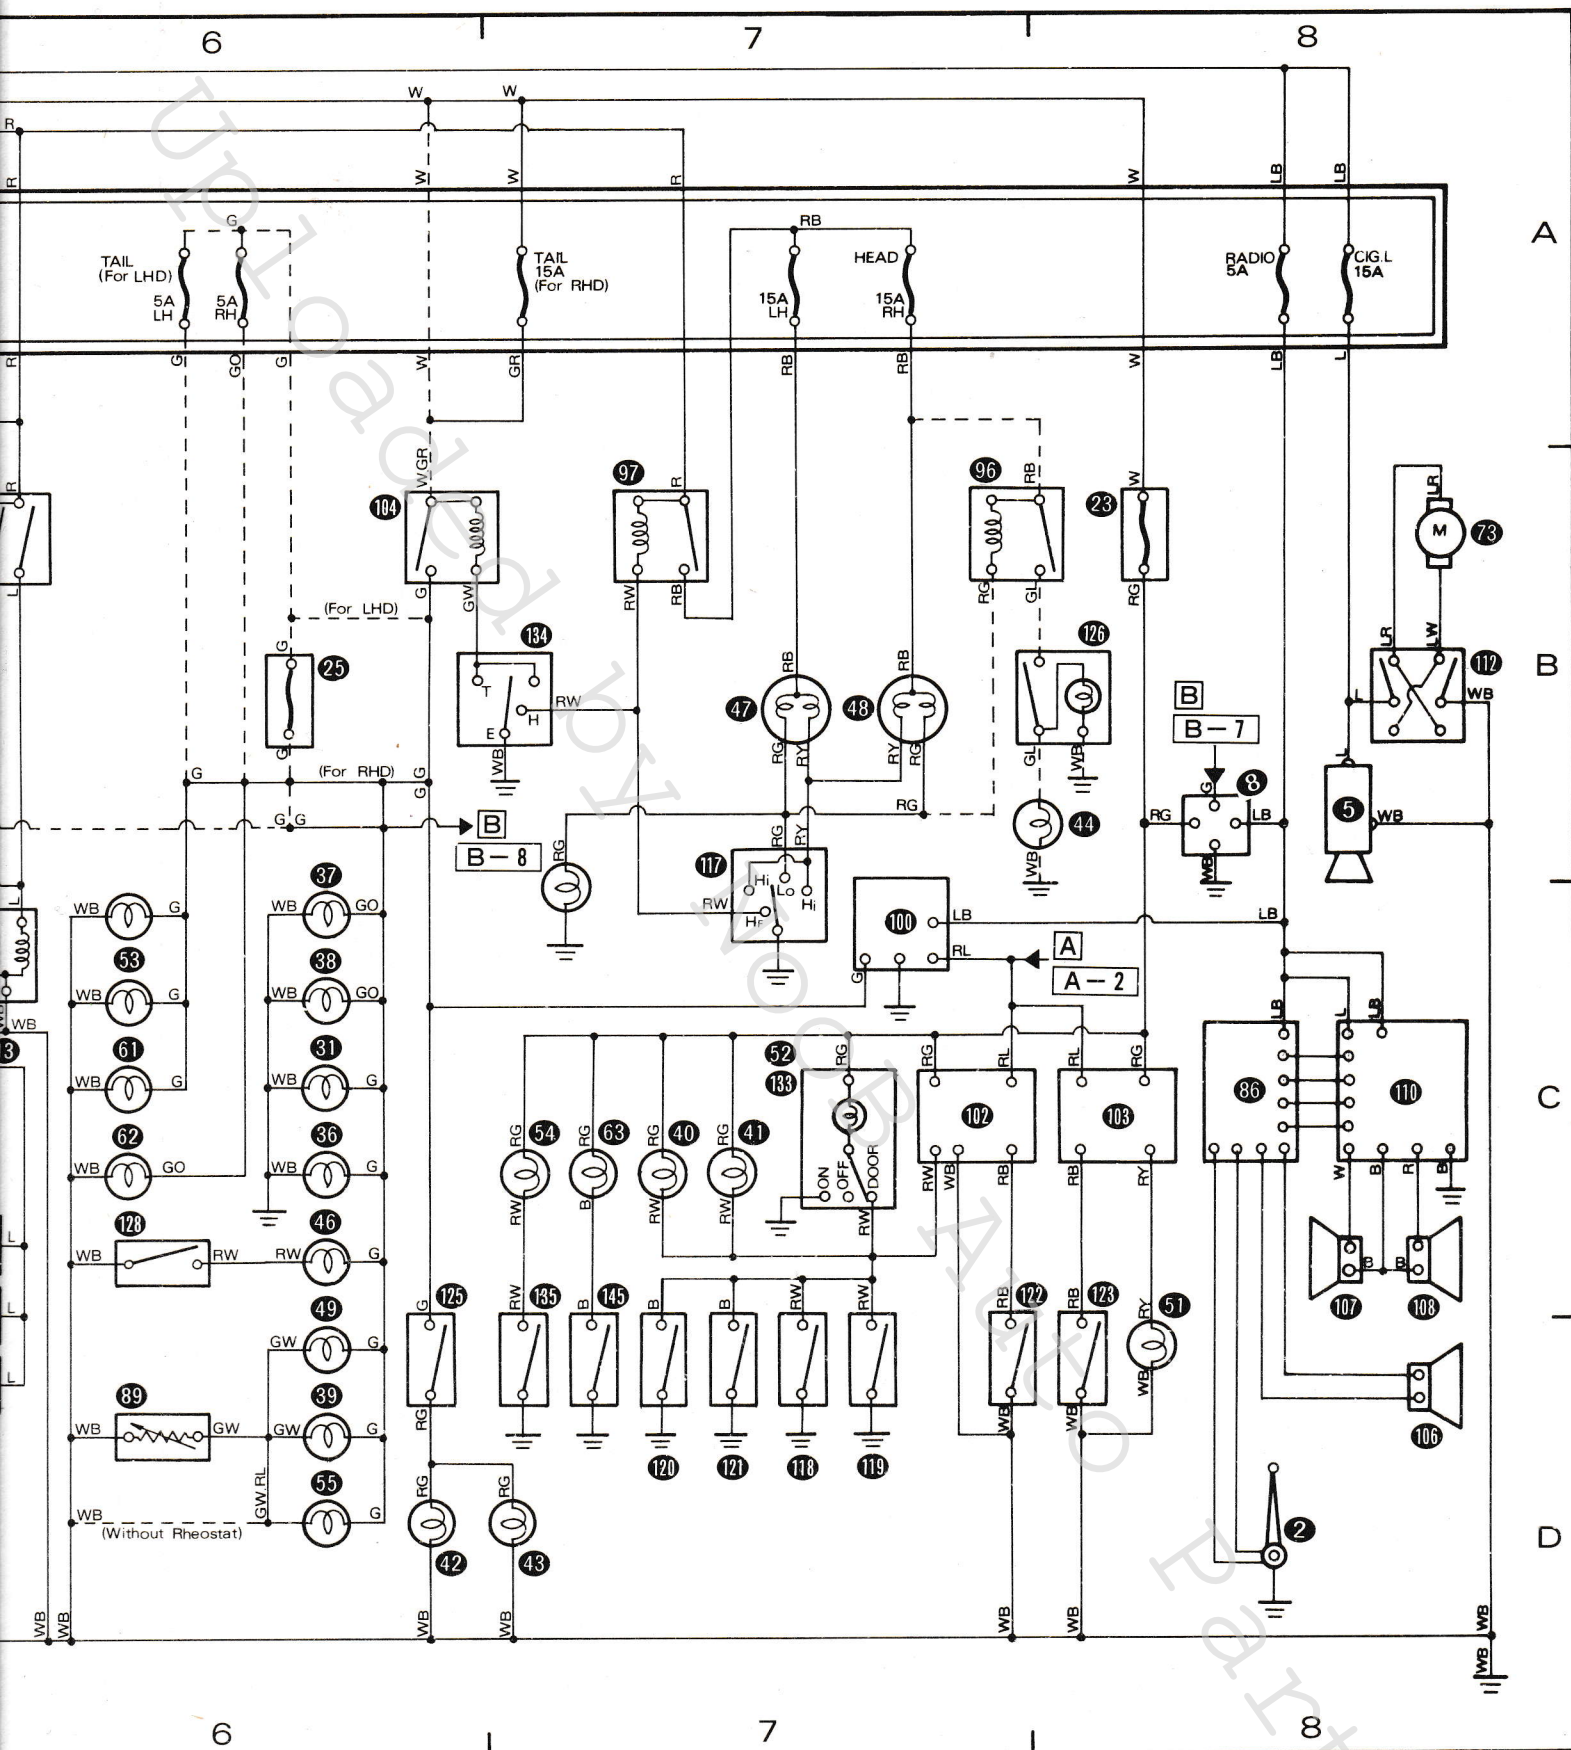 6 7 8
W W
R
R W W R W LB LB
G RB
TAIL
(For LHD)
5A
LH
5A
RH
TAIL
15A
(For RHD)
HEAD
15A
LH
15A
RH
RADIO
5A
CIG.L
15A
A
R G GO G W GR RB RB W LB L
R W GR 104 97 R 96 RB 23 W LR M 73
L G GW RW RB RG GL RG
(For LHD)
G 25 134 T H E RW WB
RB 47 RB 48 126 LR LW 112 L WB
B
B
B-7
G (For RHD) G G G
RG RY RY RG GL WB
G 8 RG LB WB
L 5 WB
G G B
B-8
RG RG RG RY 44 WB
117 Hi Lo Hi HF RW
L WB G 37 WB GO
100 LB LB
RL A
A-2
G
53 WB G 38 WB GO
WB WB
13
61 WB G 31 WB G
52 133 RG RG RL RL RG LB L LB
102 103 86 110
C
62 WB GO 36 WB G
RG 54 RG 63 RG 40 RG 41
ON OFF DOOR
RW B RW RW RW RW WB RB RB RY W B R B
128 WB RW 46 RW G
L
L
L
B B
107 108
49 GW G
G 125 RW 135 B 145 B B RW RW RB 122 RB 123 RY 51
WB WB WB
89 WB GW 39 GW G
RG
120 121 118 119
106
55 GW.RL G
WB
(Without Rheostat)
RG RG
42 43
2
D
WB WB WB WB WB WB WB
WB
6 7 8
Uploaded by NooB Auto Part